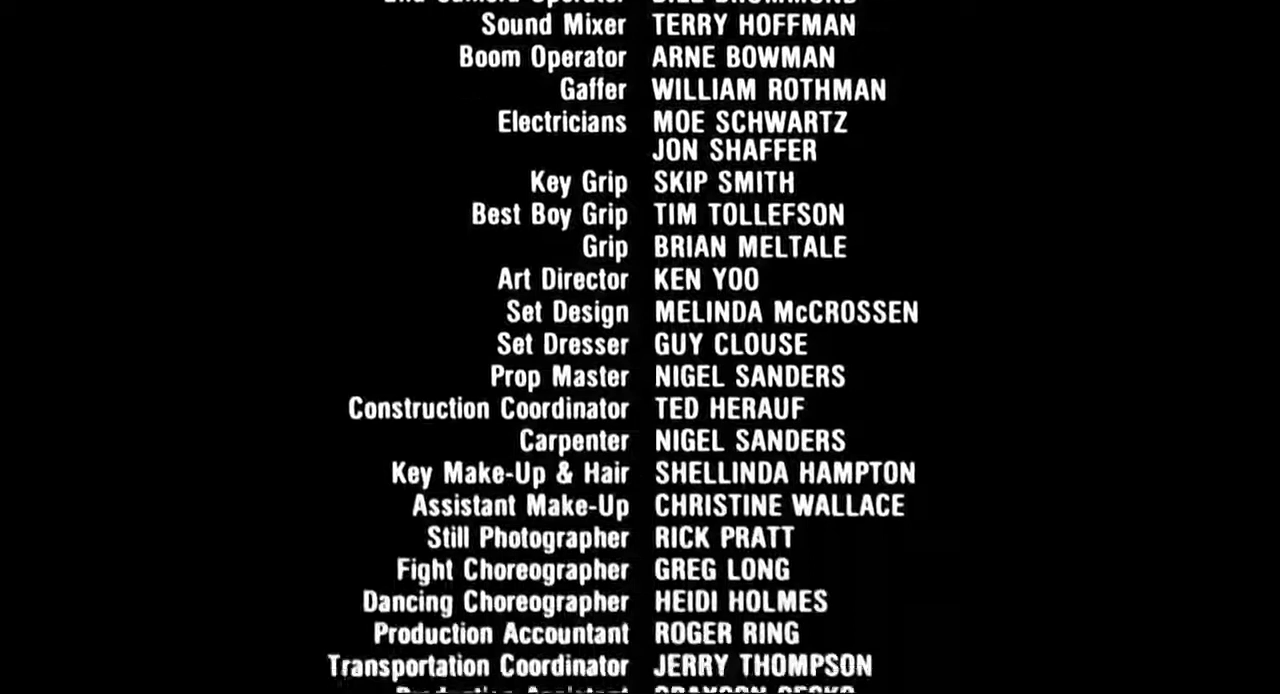 Sound Mixer TERRY HOFFMAN
Boom Operator ARNE BOWMAN
Gaffer WILLIAM ROTHMAN
Electricians MOE SCHWARTZ
JON SHAFFER
Key Grip SKIP SMITH
Best Boy Grip TIM TOLLEFSON
Grip BRIAN MELTALE
Art Director KEN YOO
Set Design MELINDA McCROSSEN
Set Dresser GUY CLOUSE
Prop Master NIGEL SANDERS
Construction Coordinator TED HERAUF
Carpenter NIGEL SANDERS
Key Make-Up & Hair SHELLINDA HAMPTON
Assistant Make-Up CHRISTINE WALLACE
Still Photographer RICK PRATT
Fight Choreographer GREG LONG
Dancing Choreographer HEIDI HOLMES
Production Accountant ROGER RING
Transportation Coordinator JERRY THOMPSON